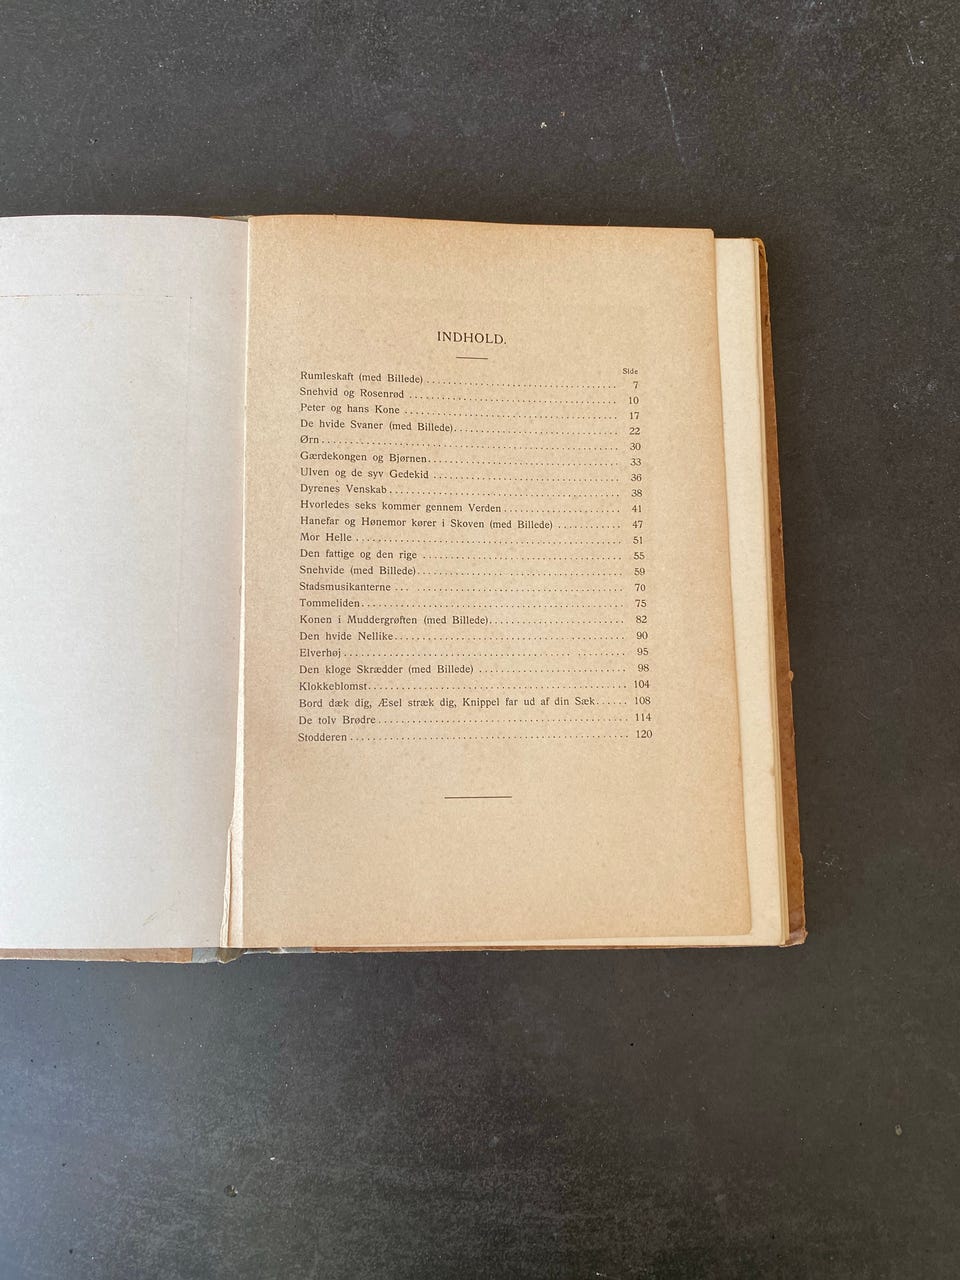 INDHOLD.
Side
Rumleskaft (med Billede) 7
Snehvid og Rosenrød 10
Peter og hans Kone 17
De hvide Svaner (med Billede) 22
Ørn 30
Gærdekongen og Bjørnen 33
Ulven og de syv Gedekid 36
Dyrenes Venskab 38
Hvorledes seks kommer gennem Verden 41
Hanefar og Hønemor kører i Skoven (med Billede) 47
Mor Helle 51
Den fattige og den rige 55
Snehvide (med Billede) 59
Stadsmusikanterne 70
Tommeliden 75
Konen i Muddergrøften (med Billede) 82
Den hvide Nellike 90
Elverhøj 95
Den kloge Skrædder (med Billede) 98
Klokkeblomst 104
Bord dæk dig, Æsel stræk dig, Knippel far ud af din Sæk 108
De tolv Brødre 114
Stodderen 120